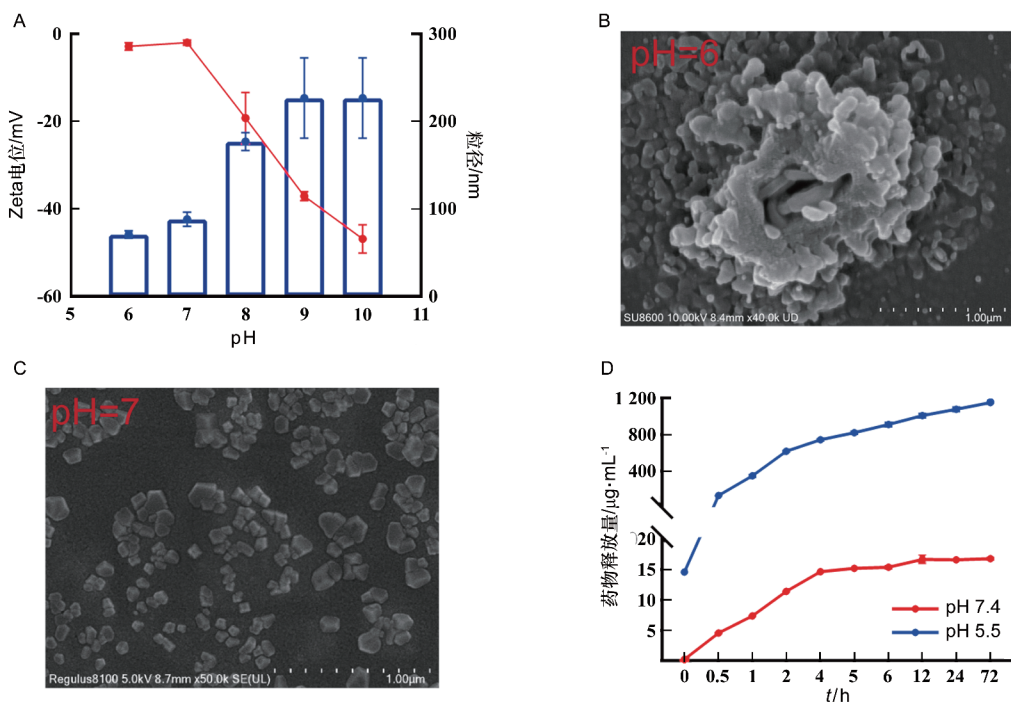 A
0
-20
-40
-60
Zeta电位/mV
300
200
100
0
粒径/nm
5
6
7
8
9
10
11
pH
B
pH=6
SU8600 10.00kV 8.4mm x40.0k UD
1.00μm
C
pH=7
Regulus8100 5.0kV 8.7mm x50.0k SE(UL)
1.00μm
D
1 200
800
400
20
15
10
5
药物释放量/μg·mL⁻¹
pH 7.4
pH 5.5
0
0.5
1
2
4
5
6
12
24
72
t/h